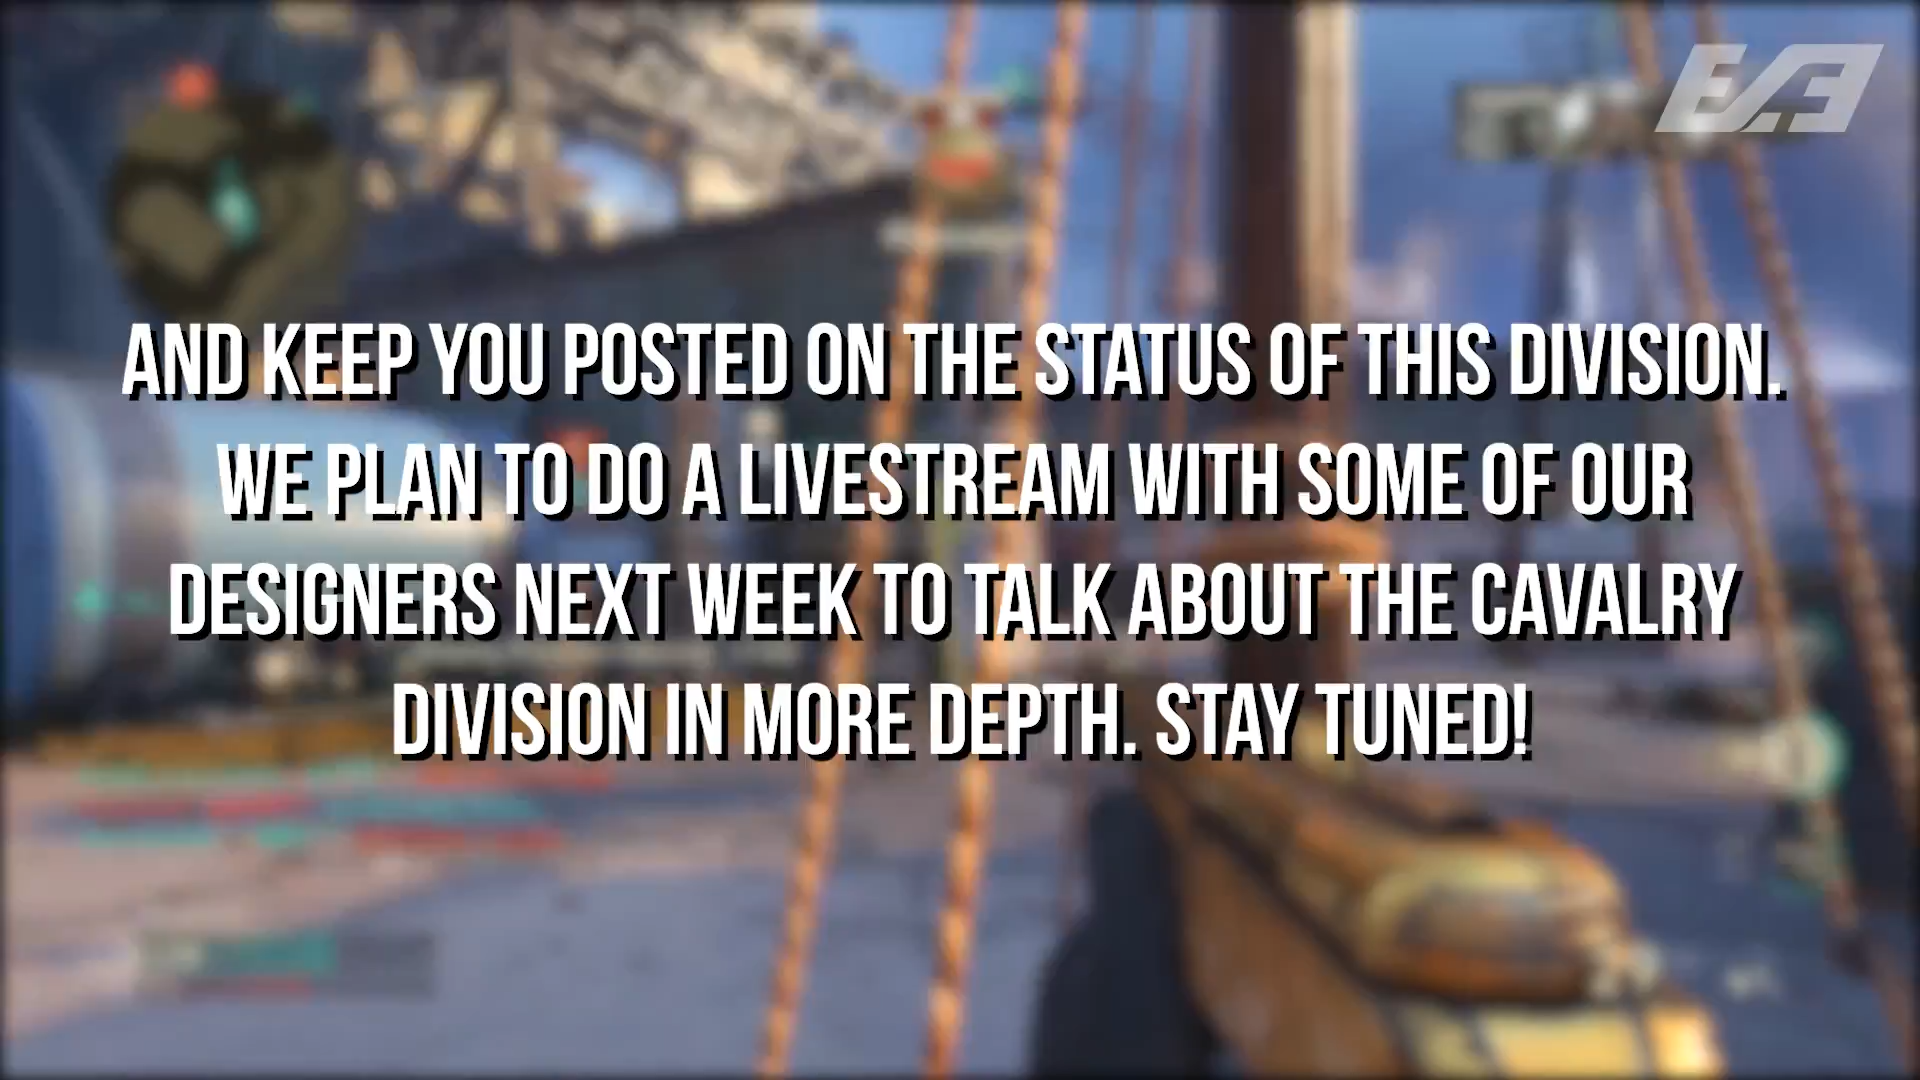 AND KEEP YOU POSTED ON THE STATUS OF THIS DIVISION.
WE PLAN TO DO A LIVESTREAM WITH SOME OF OUR
DESIGNERS NEXT WEEK TO TALK ABOUT THE CAVALRY
DIVISION IN MORE DEPTH. STAY TUNED!